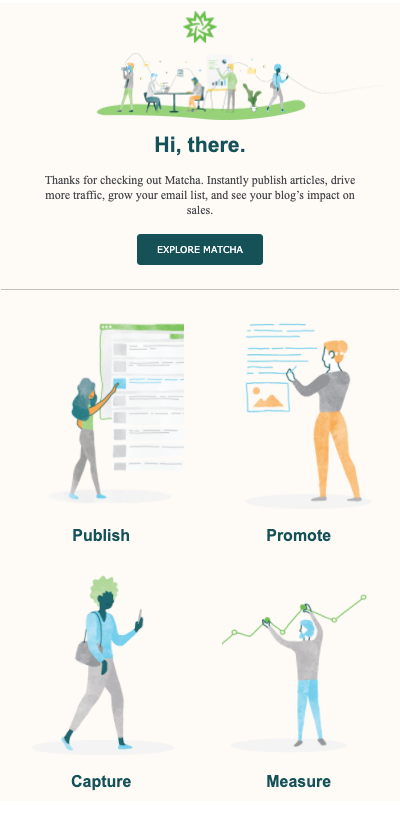 Hi, there.
Thanks for checking out Matcha. Instantly publish articles, drive
more traffic, grow your email list, and see your blog’s impact on
sales.
EXPLORE MATCHA
Publish
Promote
Capture
Measure